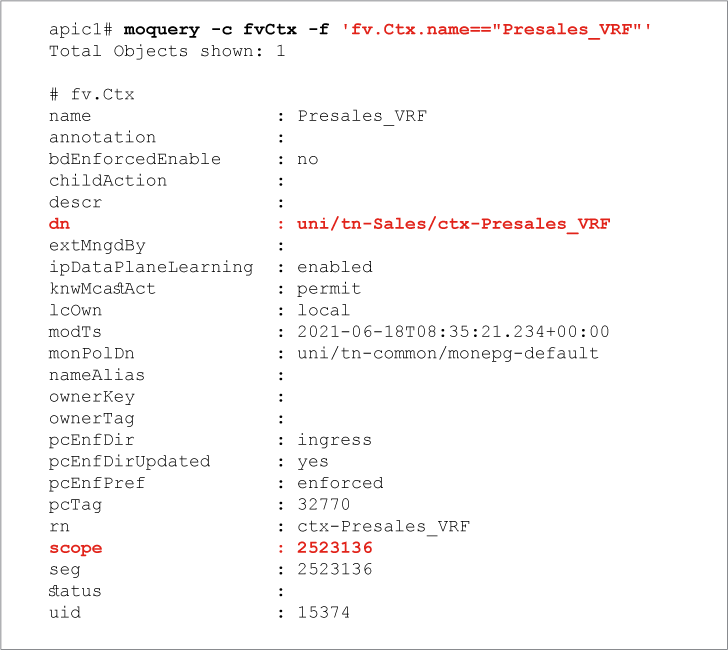 apic1# moquery -c fvCtx -f 'fv.Ctx.name=="Presales_VRF"'
Total Objects shown: 1
# fv.Ctx
name : Presales_VRF
annotation :
bdEnforcedEnable : no
childAction :
descr :
dn : uni/tn-Sales/ctx-Presales_VRF
extMngdBy :
ipDataPlaneLearning : enabled
knwMcastAct : permit
lcOwn : local
modTs : 2021-06-18T08:35:21.234+00:00
monPolDn : uni/tn-common/monepg-default
nameAlias :
ownerKey :
ownerTag :
pcEnfDir : ingress
pcEnfDirUpdated : yes
pcEnfPref : enforced
pcTag : 32770
rn : ctx-Presales_VRF
scope : 2523136
seg : 2523136
status :
uid : 15374